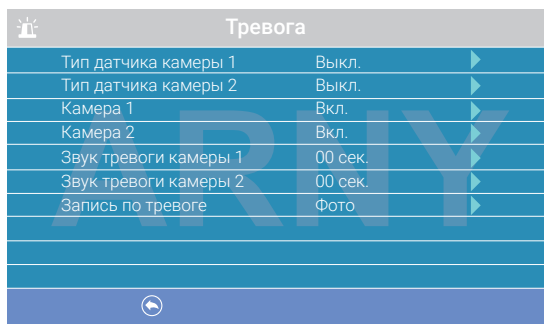 Тревога
Тип датчика камеры 1 Выкл.
Тип датчика камеры 2 Выкл.
Камера 1 Вкл.
Камера 2 Вкл.
Звук тревоги камеры 1 00 сек.
Звук тревоги камеры 2 00 сек.
Запись по тревоге Фото
ARNY